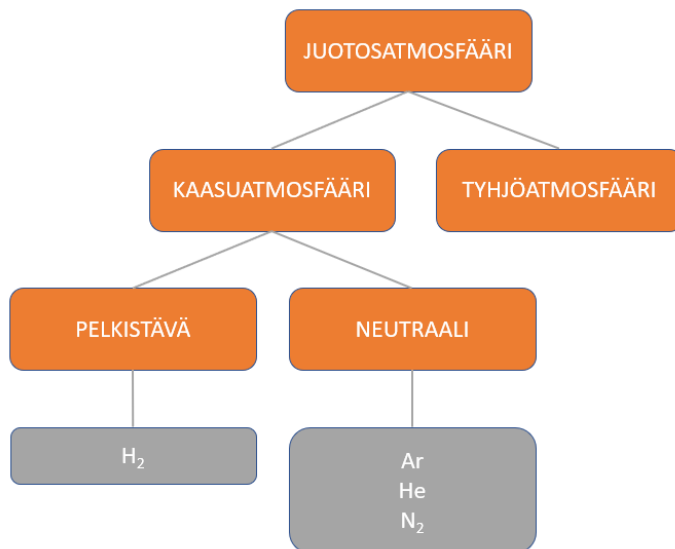 JUOTOSATMOSFÄÄRI
KAASUATMOSFÄÄRI
TYHJÖATMOSFÄÄRI
PELKISTÄVÄ
NEUTRAALI
H₂
Ar
He
N₂